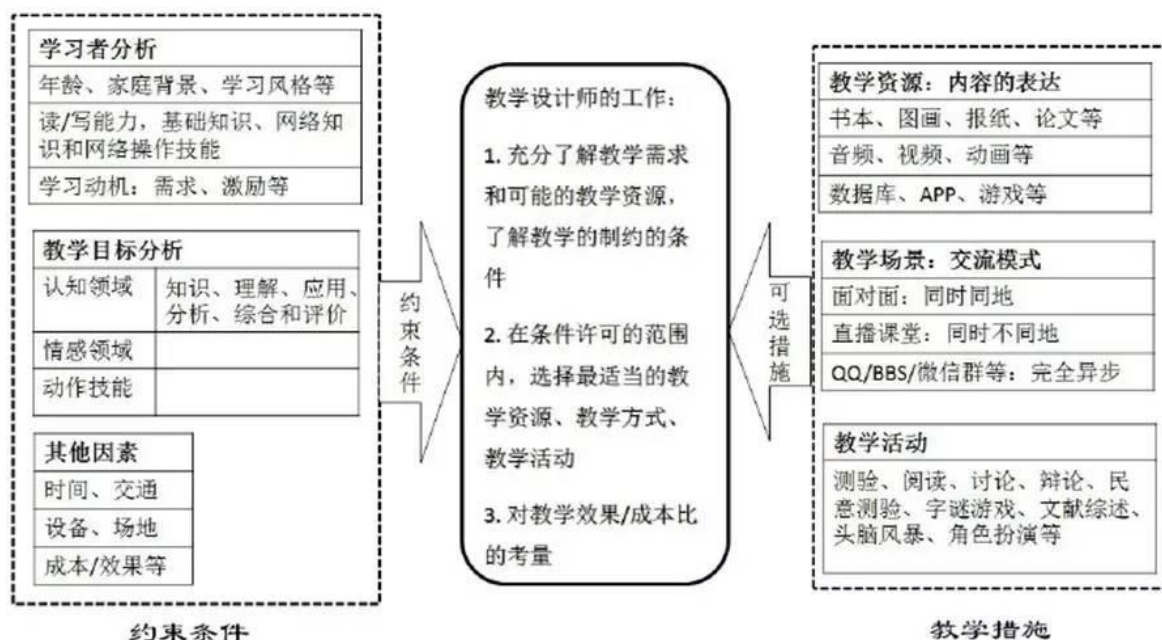 学习者分析
年龄、家庭背景、学习风格等
读/写能力，基础知识、网络知
识和网络操作技能
学习动机：需求、激励等
教学目标分析
认知领域
知识、理解、应用、
分析、综合和评价
情感领域
动作技能
其他因素
时间、交通
设备、场地
成本/效果等
约束条件
约束条件
教学设计师的工作：
1. 充分了解教学需求
和可能的教学资源，
了解教学的制约的条
件
2. 在条件许可的范围
内，选择最适当的教
学资源、教学方式、
教学活动
3. 对教学效果/成本比
的考量
可选措施
教学资源：内容的表达
书本、图画、报纸、论文等
音频、视频、动画等
数据库、APP、游戏等
教学场景：交流模式
面对面：同时同地
直播课堂：同时不同地
QQ/BBS/微信群等：完全异步
教学活动
测验、阅读、讨论、辩论、民
意测验、字谜游戏、文献综述、
头脑风暴、角色扮演等
教学措施